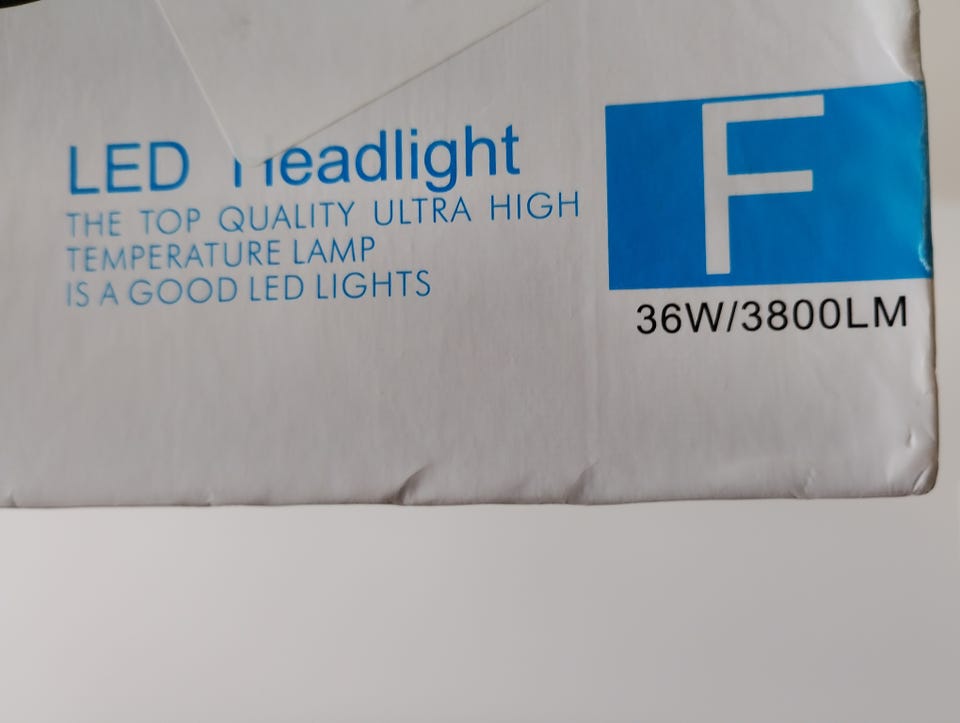 LED Headlight
THE TOP QUALITY ULTRA HIGH
TEMPERATURE LAMP
IS A GOOD LED LIGHTS
F
36W/3800LM